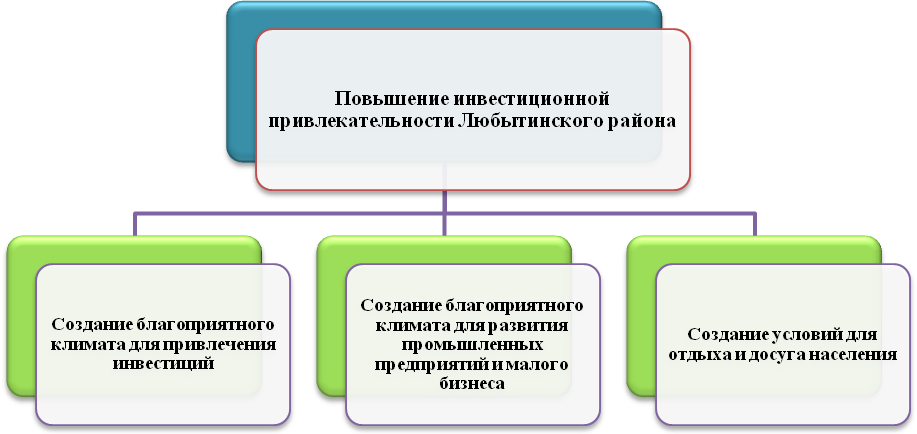 Повышение инвестиционной
привлекательности Любытинского района
Создание благоприятного
климата для привлечения
инвестиций
Создание благоприятного
климата для развития
промышленных
предприятий и малого
бизнеса
Создание условий для
отдыха и досуга населения